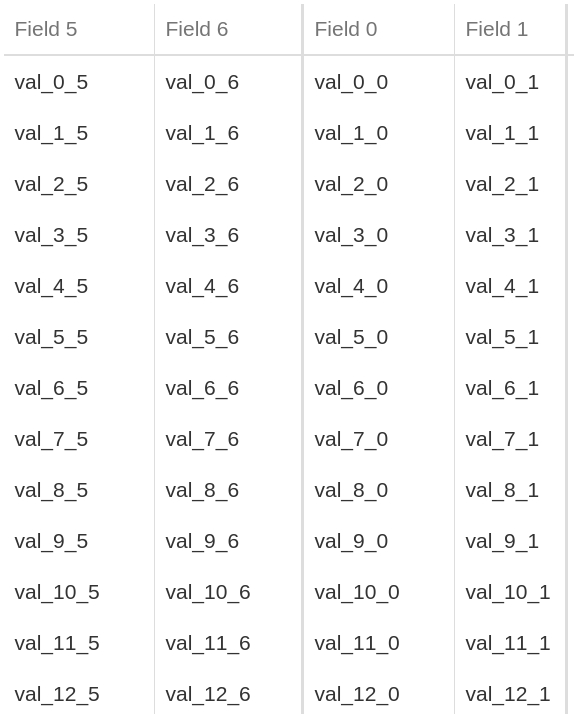 Field 5 Field 6 Field 0 Field 1
val_0_5 val_0_6 val_0_0 val_0_1
val_1_5 val_1_6 val_1_0 val_1_1
val_2_5 val_2_6 val_2_0 val_2_1
val_3_5 val_3_6 val_3_0 val_3_1
val_4_5 val_4_6 val_4_0 val_4_1
val_5_5 val_5_6 val_5_0 val_5_1
val_6_5 val_6_6 val_6_0 val_6_1
val_7_5 val_7_6 val_7_0 val_7_1
val_8_5 val_8_6 val_8_0 val_8_1
val_9_5 val_9_6 val_9_0 val_9_1
val_10_5 val_10_6 val_10_0 val_10_1
val_11_5 val_11_6 val_11_0 val_11_1
val_12_5 val_12_6 val_12_0 val_12_1